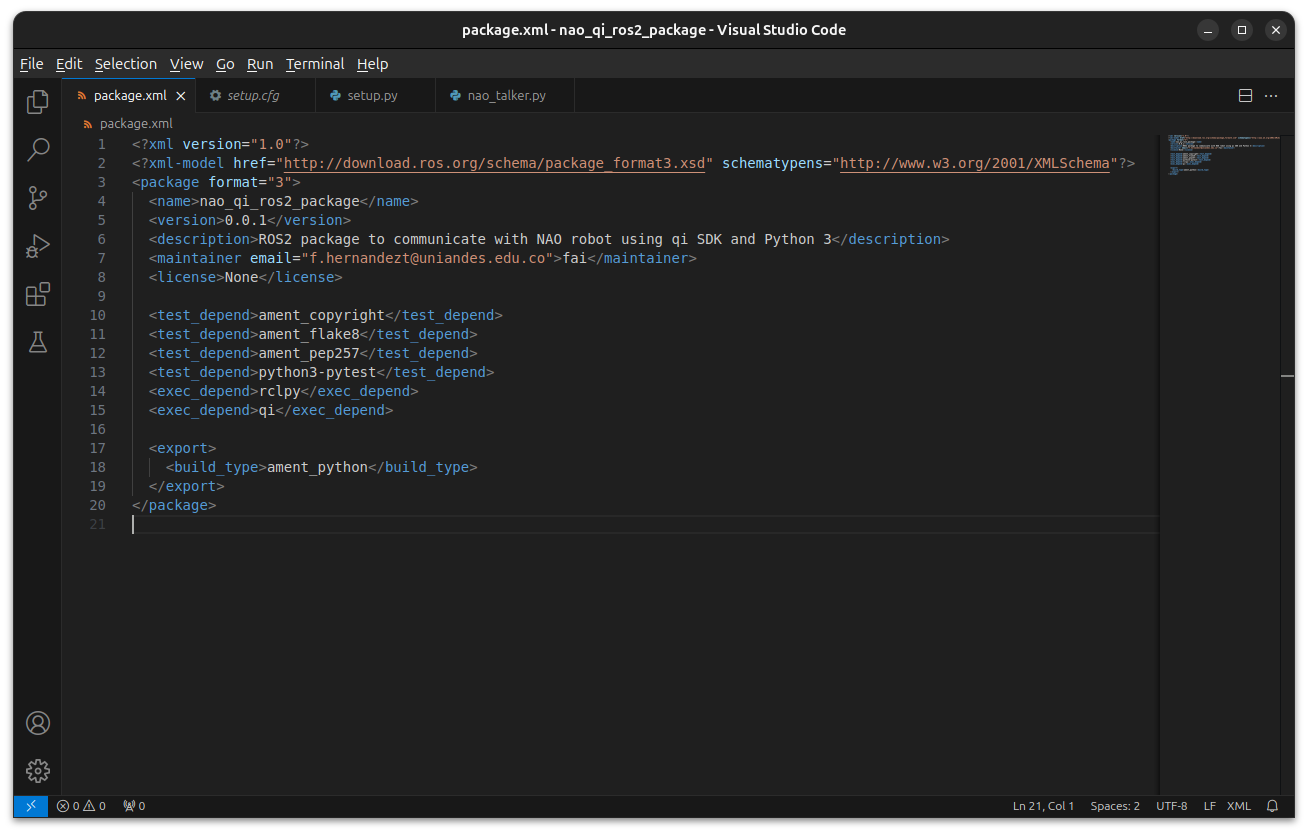 package.xml - nao_qi_ros2_package - Visual Studio Code
File Edit Selection View Go Run Terminal Help
package.xml setup.cfg setup.py nao_talker.py
package.xml
1 <?xml version="1.0"?>
2 <?xml-model href="http://download.ros.org/schema/package_format3.xsd" schematypens="http://www.w3.org/2001/XMLSchema"?>
3 <package format="3">
4   <name>nao_qi_ros2_package</name>
5   <version>0.0.1</version>
6   <description>ROS2 package to communicate with NAO robot using qi SDK and Python 3</description>
7   <maintainer email="f.hernandezt@uniandes.edu.co">fai</maintainer>
8   <license>None</license>
9
10   <test_depend>ament_copyright</test_depend>
11   <test_depend>ament_flake8</test_depend>
12   <test_depend>ament_pep257</test_depend>
13   <test_depend>python3-pytest</test_depend>
14   <exec_depend>rclpy</exec_depend>
15   <exec_depend>qi</exec_depend>
16
17   <export>
18     <build_type>ament_python</build_type>
19   </export>
20 </package>
21
0 0 0 Ln 21, Col 1 Spaces: 2 UTF-8 LF XML